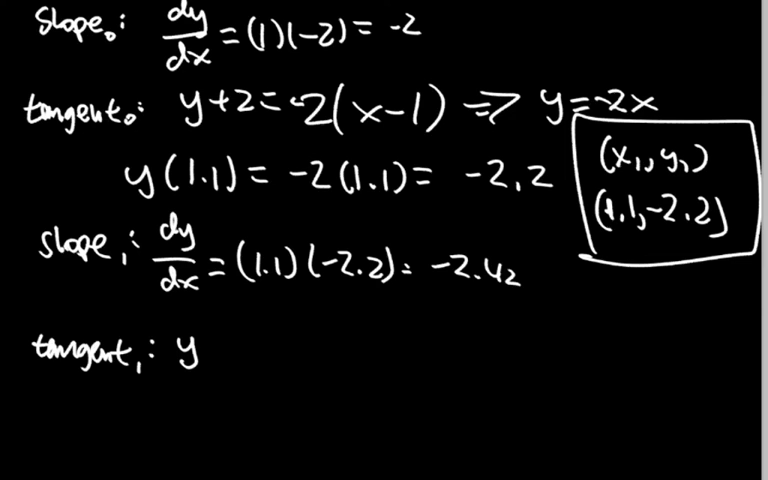 slope₀: dy/dx = (1)(-2) = -2
tangent₀: y+2 = -2(x-1) => y = -2x
y(1.1) = -2(1.1) = -2.2
(x₁, y₁)
(1.1, -2.2)
slope₁: dy/dx = (1.1)(-2.2) = -2.42
tangent₁: y